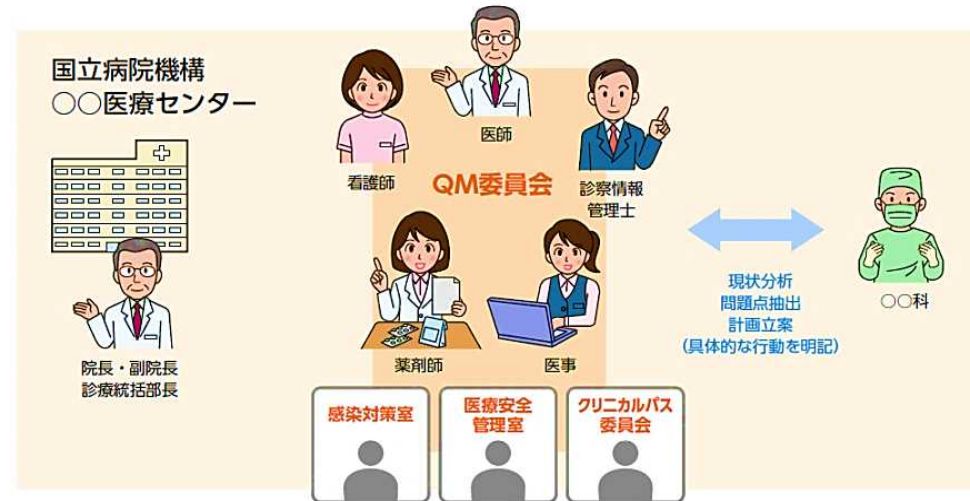 国立病院機構
○○医療センター
医師
看護師
QM委員会
診察情報
管理士
現状分析
問題点抽出
計画立案
(具体的な行動を明記)
○○科
院長・副院長
診療統括部長
薬剤師
医事
感染対策室
医療安全
管理室
クリニカルパス
委員会